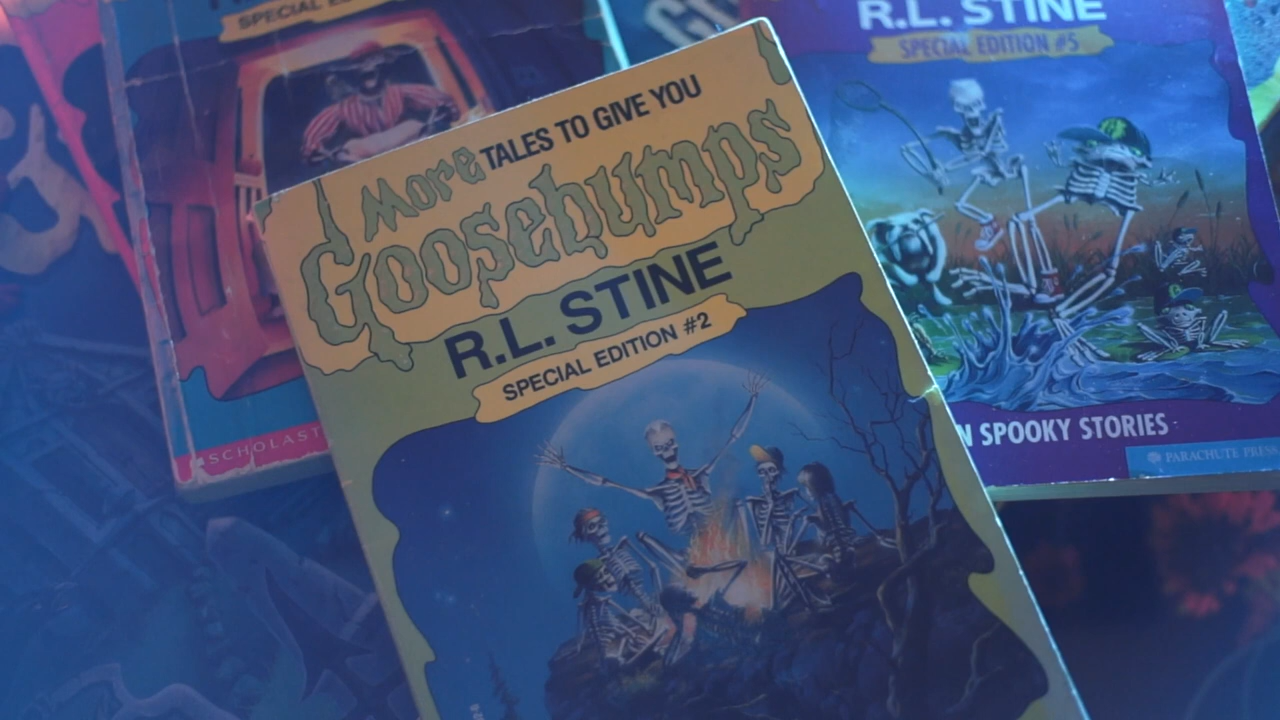 SPECIAL
SCHOLAST
More TALES TO GIVE YOU
Goosebumps
R.L. STINE
SPECIAL EDITION #2
R.L. STINE
SPECIAL EDITION #5
SPOOKY STORIES
PARACHUTE PRESS